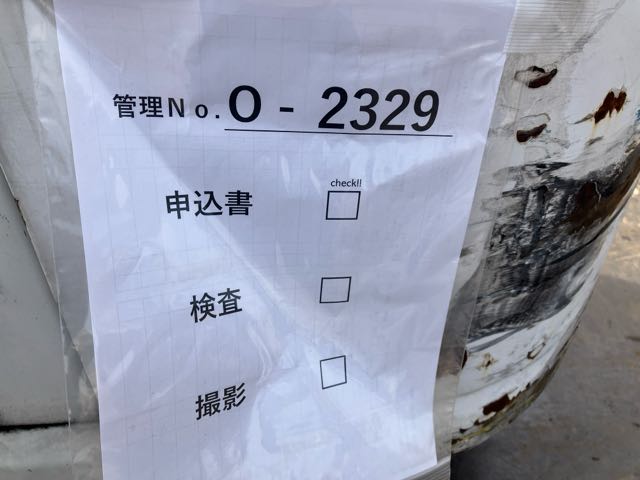 管理No. O - 2329
check!!
申込書 □
検査 □
撮影 □